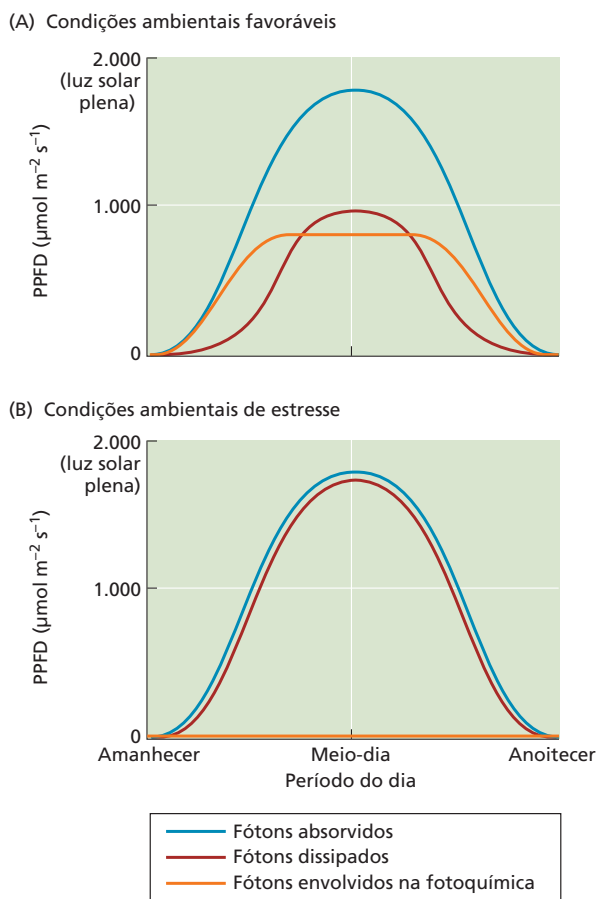 (A) Condições ambientais favoráveis
2.000
(luz solar
plena)
1.000
0
PPFD (µmol m⁻² s⁻¹)
(B) Condições ambientais de estresse
2.000
(luz solar
plena)
1.000
0
PPFD (µmol m⁻² s⁻¹)
Amanhecer Meio-dia Anoitecer
Período do dia
Fótons absorvidos
Fótons dissipados
Fótons envolvidos na fotoquímica